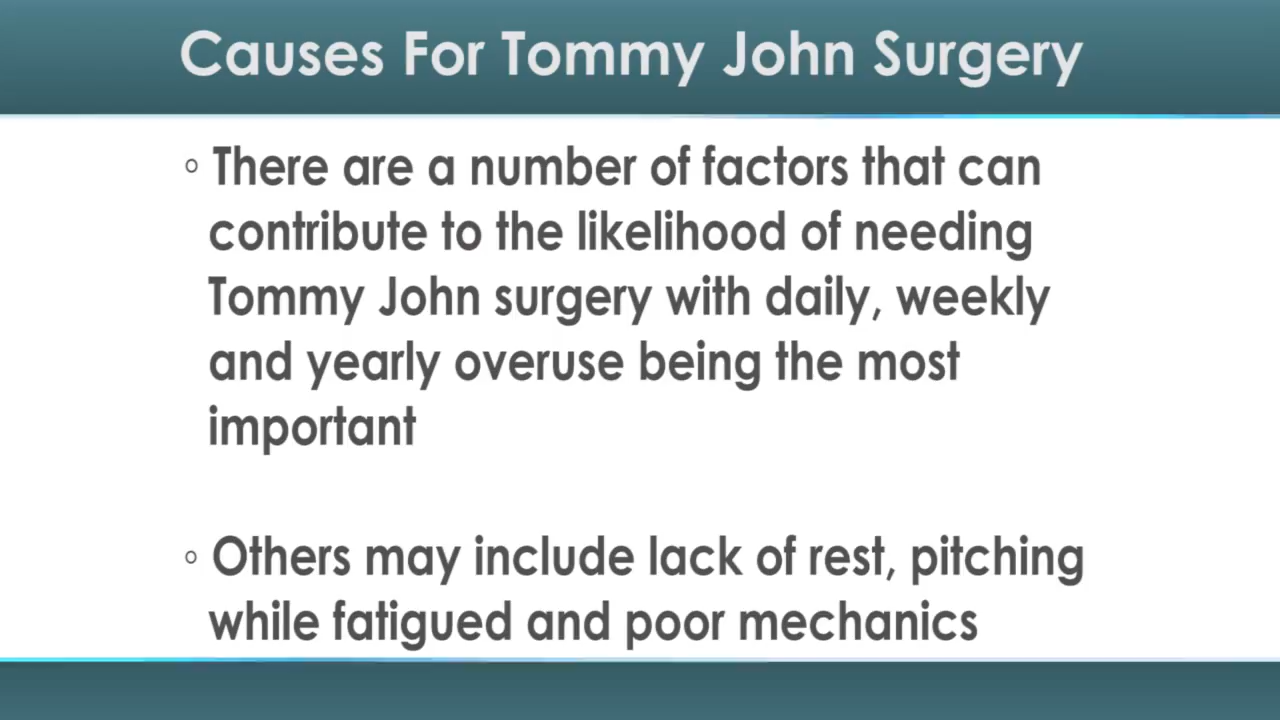 Causes For Tommy John Surgery
◦ There are a number of factors that can
contribute to the likelihood of needing
Tommy John surgery with daily, weekly
and yearly overuse being the most
important
◦ Others may include lack of rest, pitching
while fatigued and poor mechanics